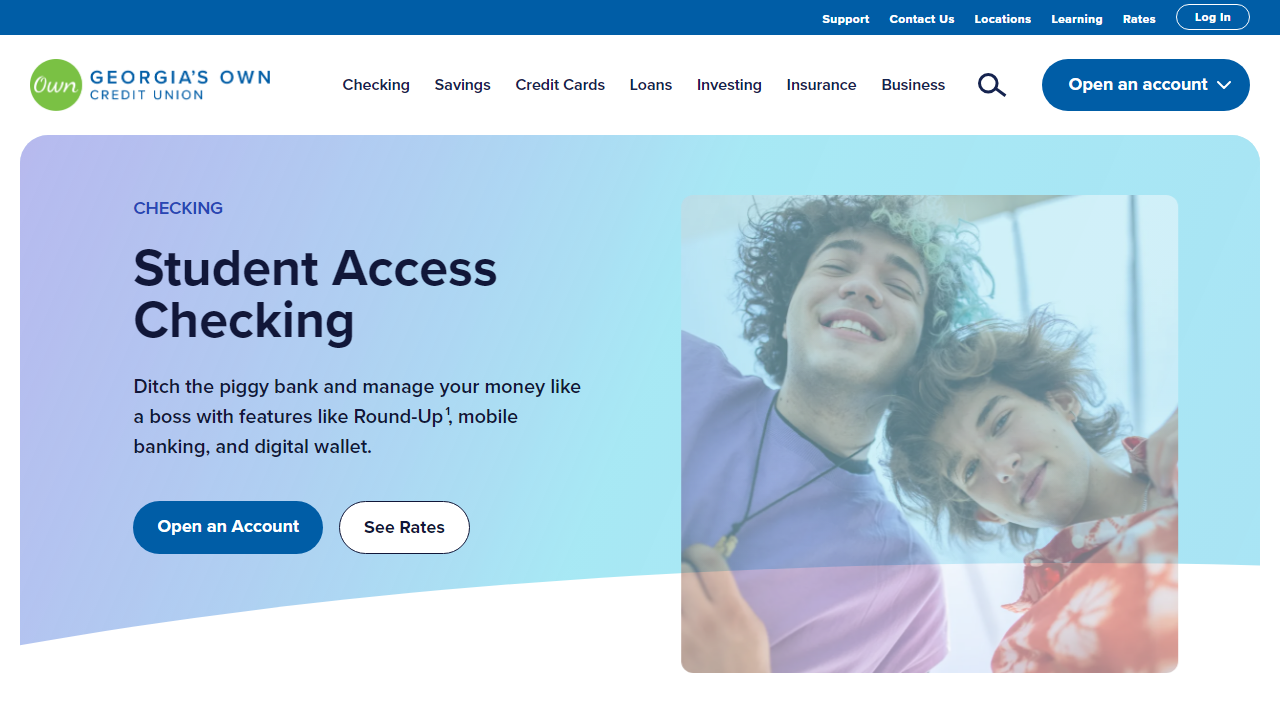 Support Contact Us Locations Learning Rates Log In
Own GEORGIA'S OWN
CREDIT UNION
Checking Savings Credit Cards Loans Investing Insurance Business Open an account
CHECKING
Student Access
Checking
Ditch the piggy bank and manage your money like
a boss with features like Round-Up¹, mobile
banking, and digital wallet.
Open an Account See Rates